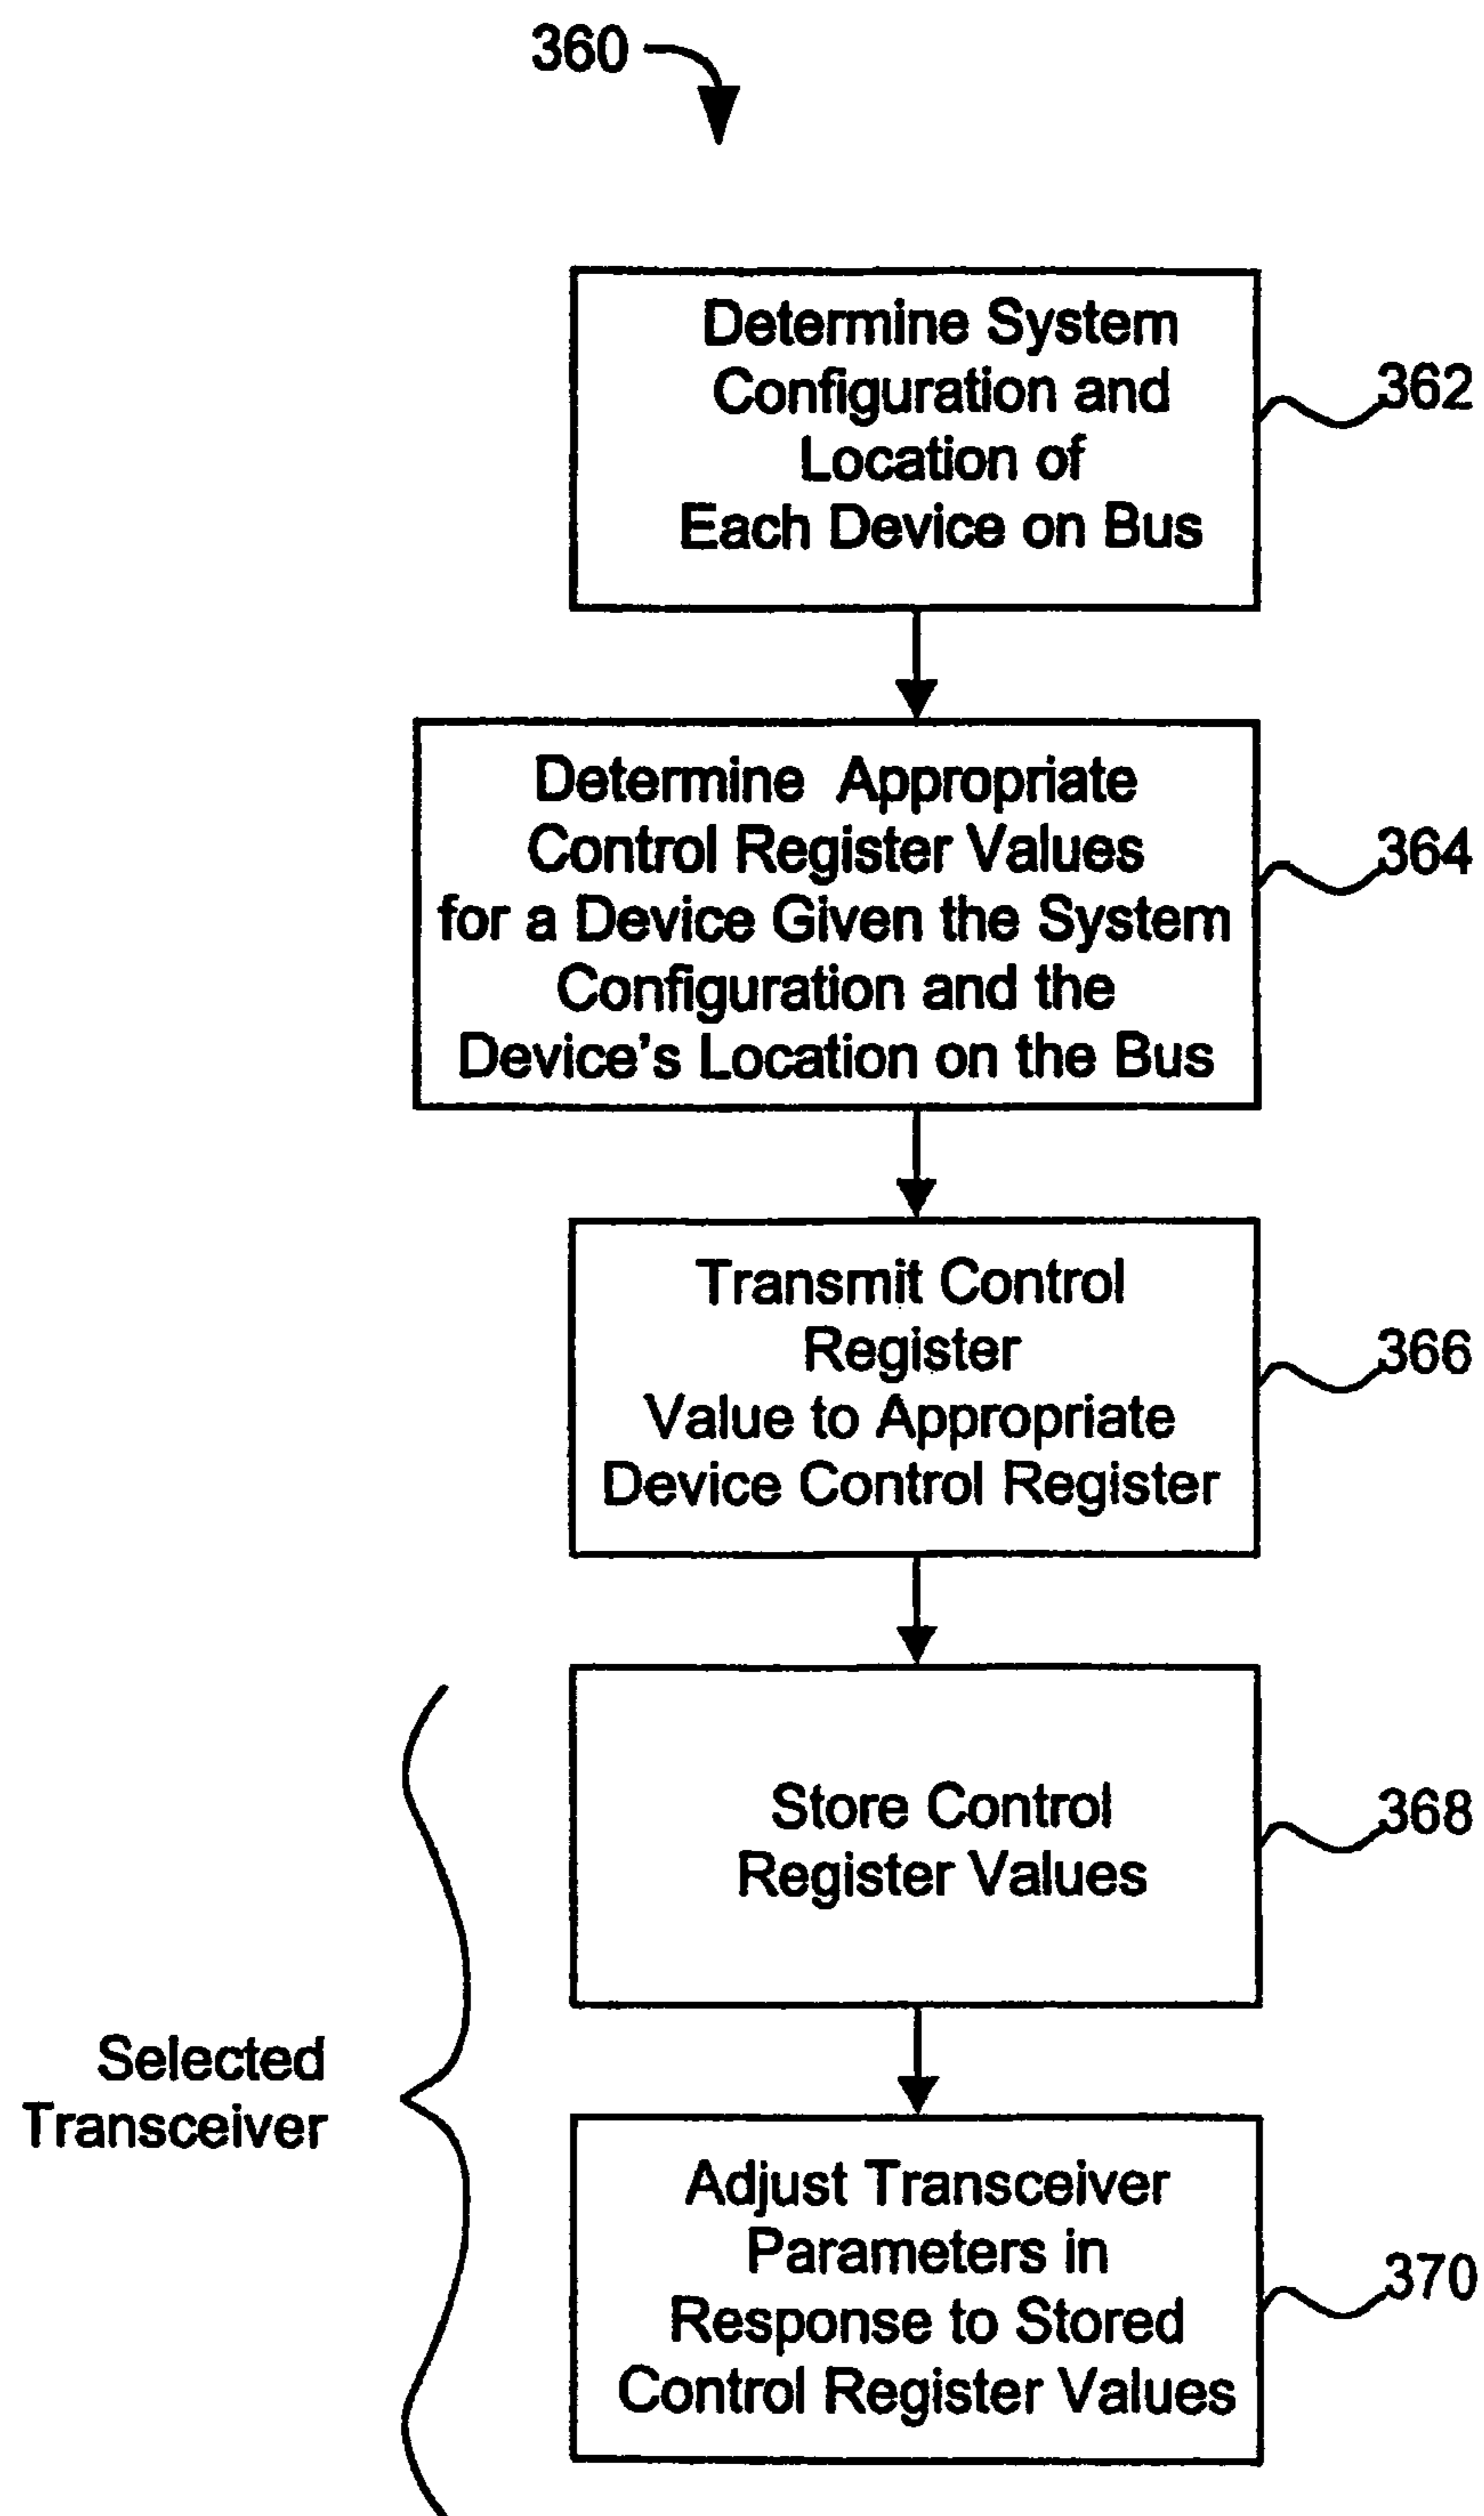 360
Determine System
Configuration and
Location of
Each Device on Bus
362
Determine Appropriate
Control Register Values
for a Device Given the System
Configuration and the
Device's Location on the Bus
364
Transmit Control
Register
Value to Appropriate
Device Control Register
366
Store Control
Register Values
368
Selected
Transceiver
Adjust Transceiver
Parameters in
Response to Stored
Control Register Values
370